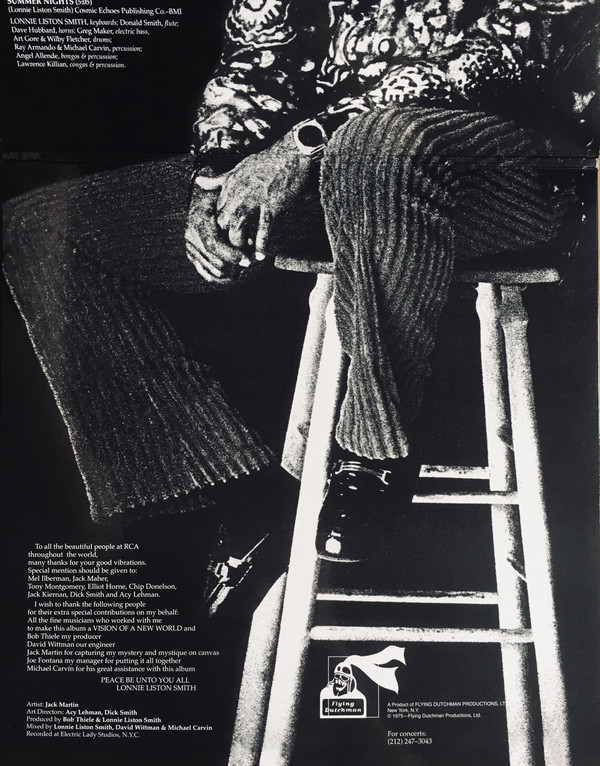 SUMMER NIGHTS (5:05)
(Lonnie Liston Smith) Cosmic Echoes Publishing Co.-BMI
LONNIE LISTON SMITH, keyboards; Donald Smith, flute;
Dave Hubbard, horns; Greg Maker, electric bass,
Art Gore & Wilby Fletcher, drums;
Ray Armando & Michael Carvin, percussion;
Angel Allende, bongos & percussion;
Lawrence Killian, congas & percussion.
To all the beautiful people at RCA
throughout the world,
many thanks for your good vibrations.
Special mention should be given to:
Mel Ilberman, Jack Maher,
Tony Montgomery, Elliot Horne, Chip Donelson,
Jack Kiernan, Dick Smith and Acy Lehman.
I wish to thank the following people
for their extra special contributions on my behalf:
All the fine musicians who worked with me
to make this album a VISION OF A NEW WORLD and
Bob Thiele my producer
David Wittman our engineer
Jack Martin for capturing my mystery and mystique on canvas
Joe Fontana my manager for putting it all together
Michael Carvin for his great assistance with this album
PEACE BE UNTO YOU ALL
LONNIE LISTON SMITH
Artist: Jack Martin
Art Directors: Acy Lehman, Dick Smith
Produced by Bob Thiele & Lonnie Liston Smith
Mixed by Lonnie Liston Smith, David Wittman & Michael Carvin
Recorded at Electric Lady Studios, N.Y.C.
Flying
Dutchman
A Product of FLYING DUTCHMAN PRODUCTIONS, LT
New York, N.Y.
© 1975—Flying Dutchman Productions, Ltd.
For concerts:
(212) 247-3043